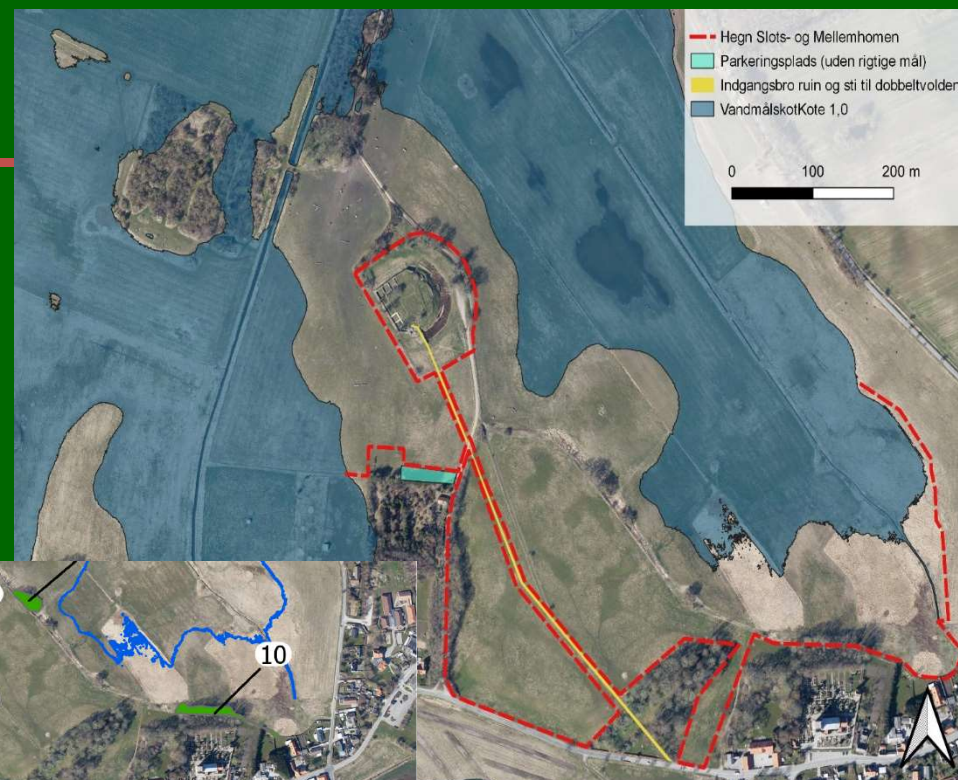 Hegn Slots- og Mellemhomen
Parkeringsplads (uden rigtige mål)
Indgangsbro ruin og sti til dobbeltvolden
VandmålskotKote 1,0
0 100 200 m
10